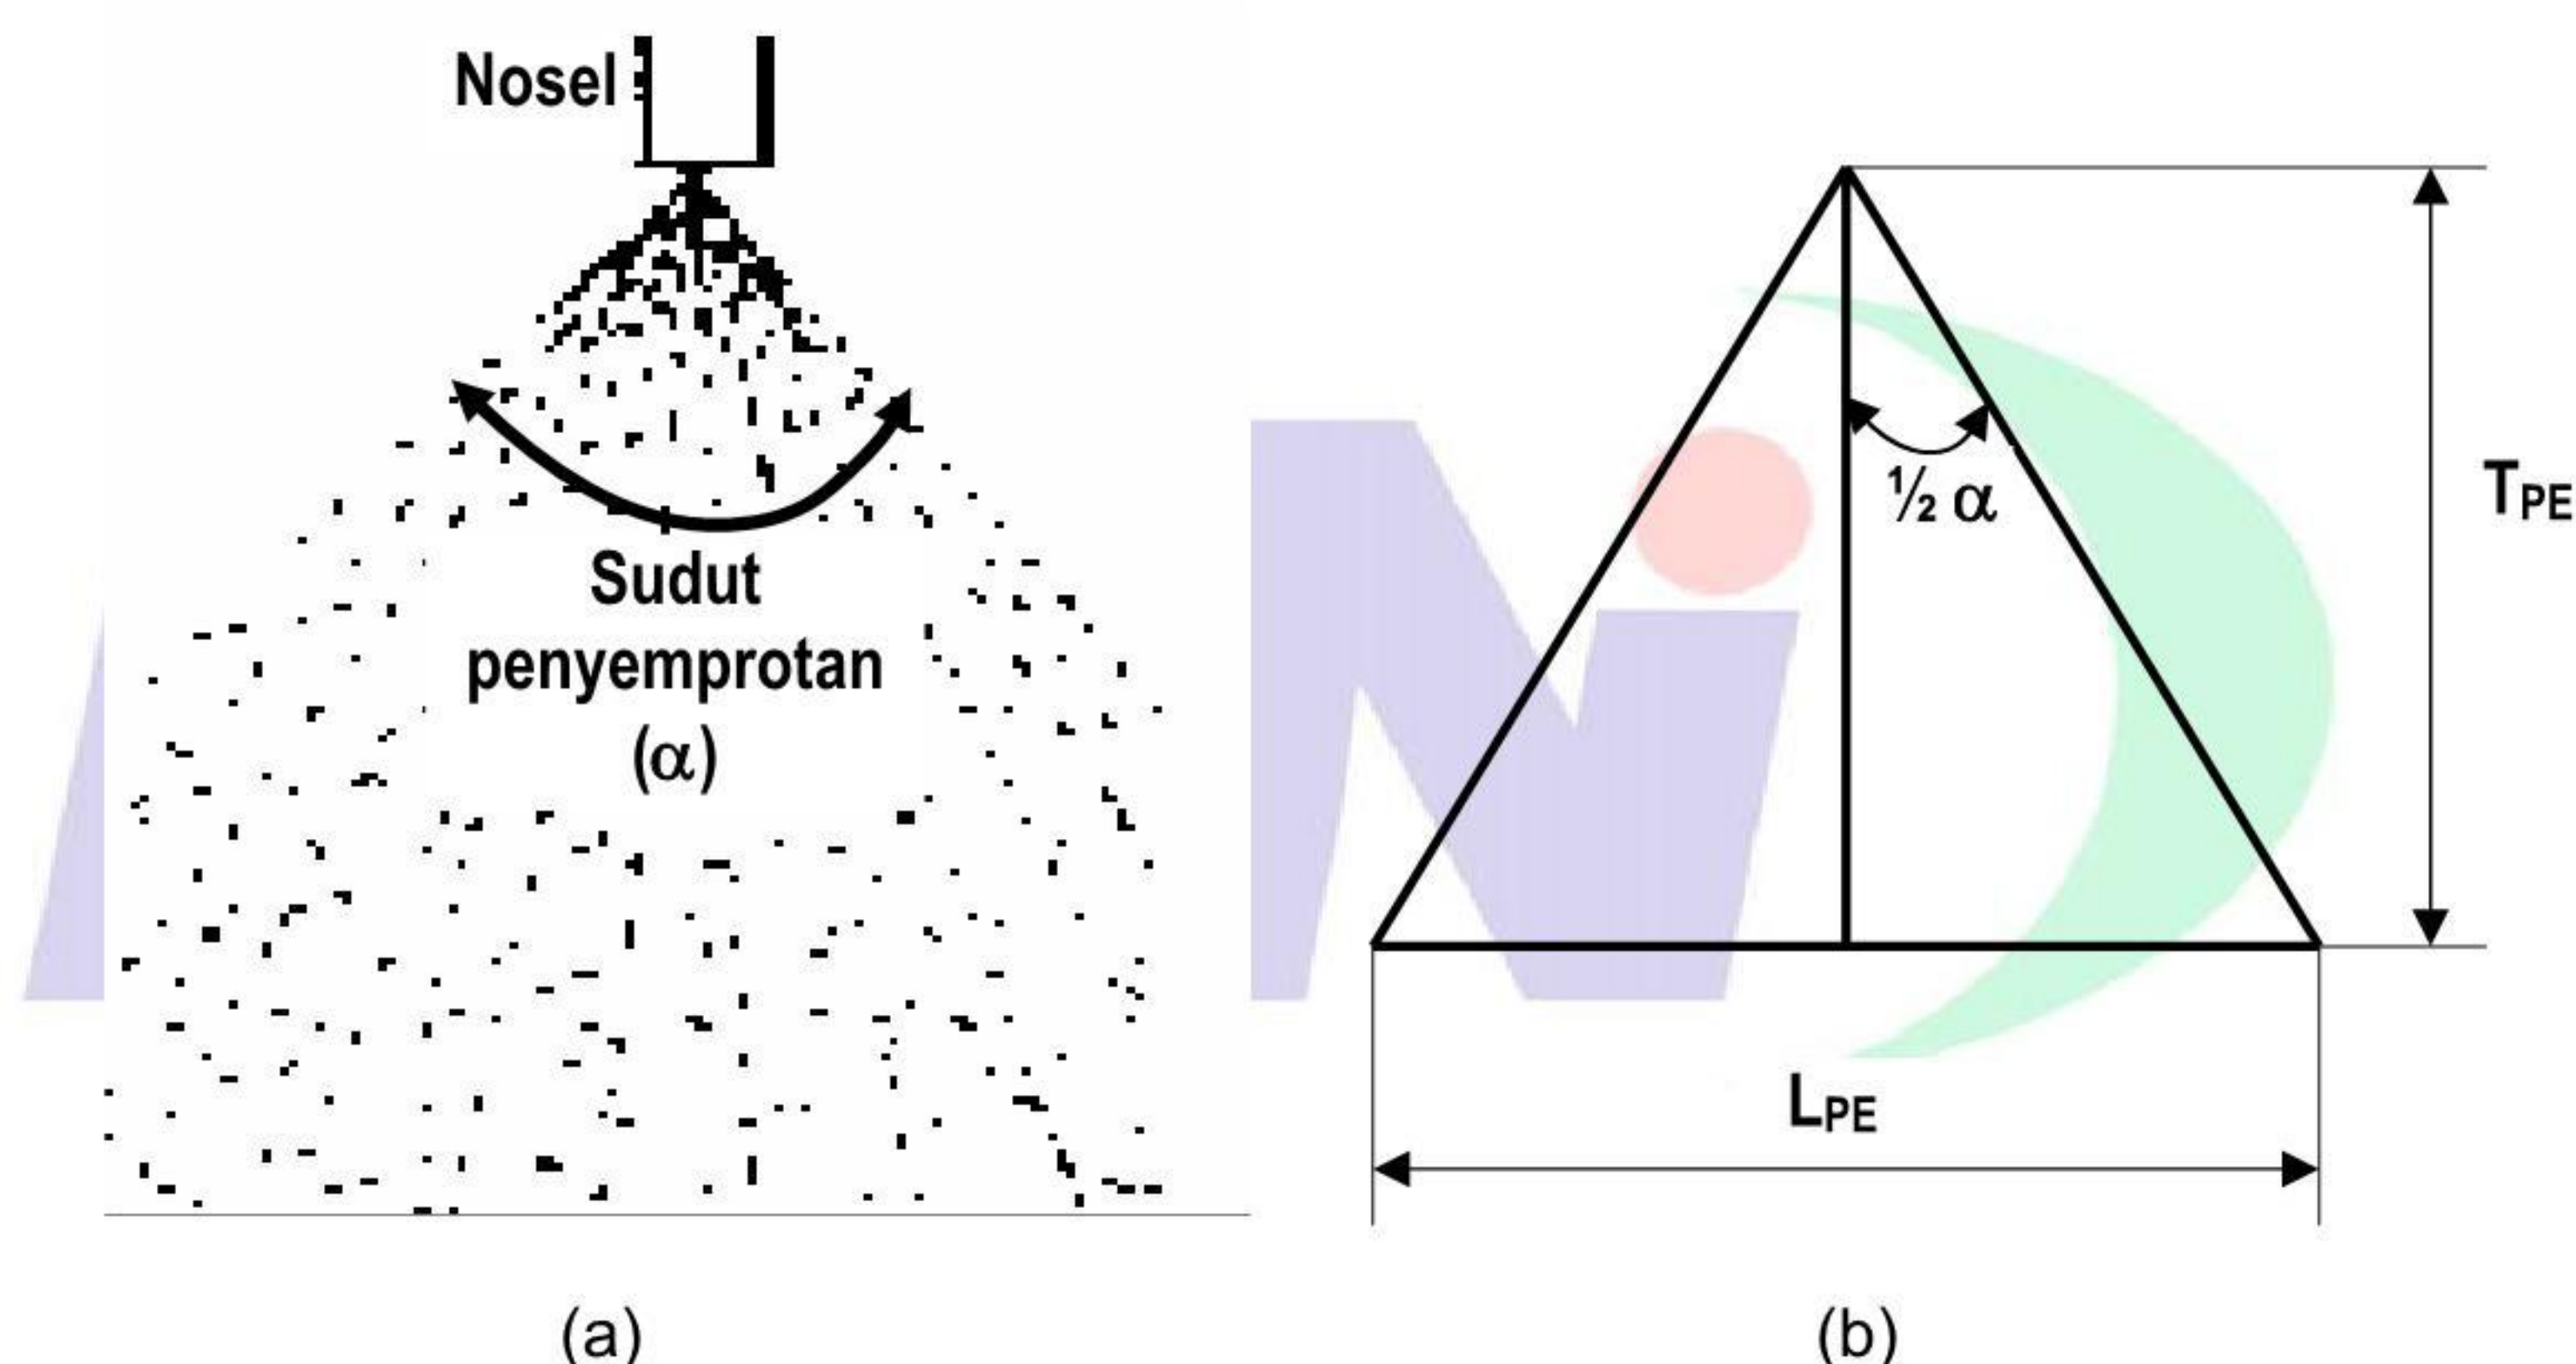 Nosel
Sudut
penyemprotan
(α)
½ α
TPE
LPE
(a)
(b)